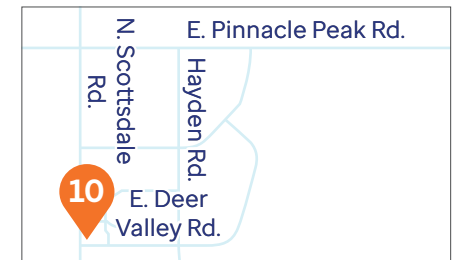 E. Pinnacle Peak Rd.
N. Scottsdale
Rd.
Hayden Rd.
10
E. Deer
Valley Rd.